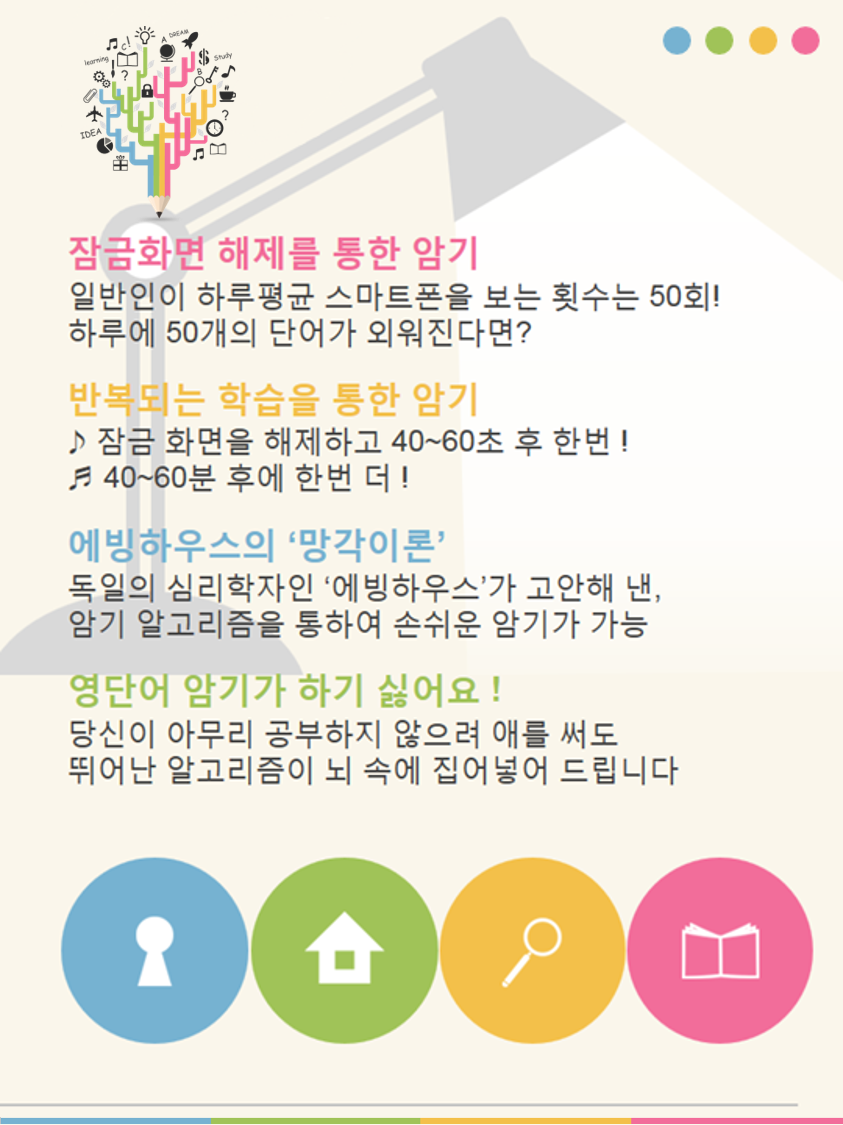 A DREAM
learning
Study
B
IDEA
잠금화면 해제를 통한 암기
일반인이 하루평균 스마트폰을 보는 횟수는 50회!
하루에 50개의 단어가 외워진다면?
반복되는 학습을 통한 암기
♪ 잠금 화면을 해제하고 40~60초 후 한번 !
♬ 40~60분 후에 한번 더 !
에빙하우스의 ‘망각이론’
독일의 심리학자인 ‘에빙하우스’가 고안해 낸,
암기 알고리즘을 통하여 손쉬운 암기가 가능
영단어 암기가 하기 싫어요 !
당신이 아무리 공부하지 않으려 애를 써도
뛰어난 알고리즘이 뇌 속에 집어넣어 드립니다